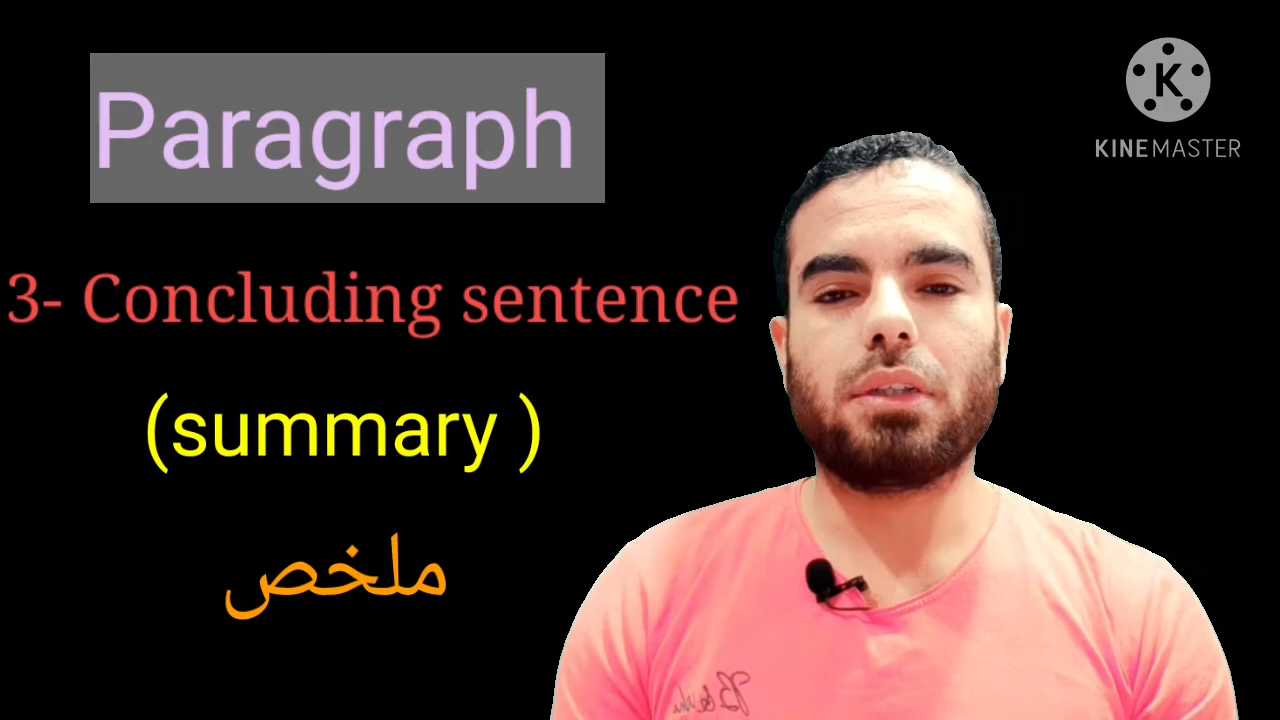 Paragraph
KINEMASTER
3- Concluding sentence
(summary )
ملخص